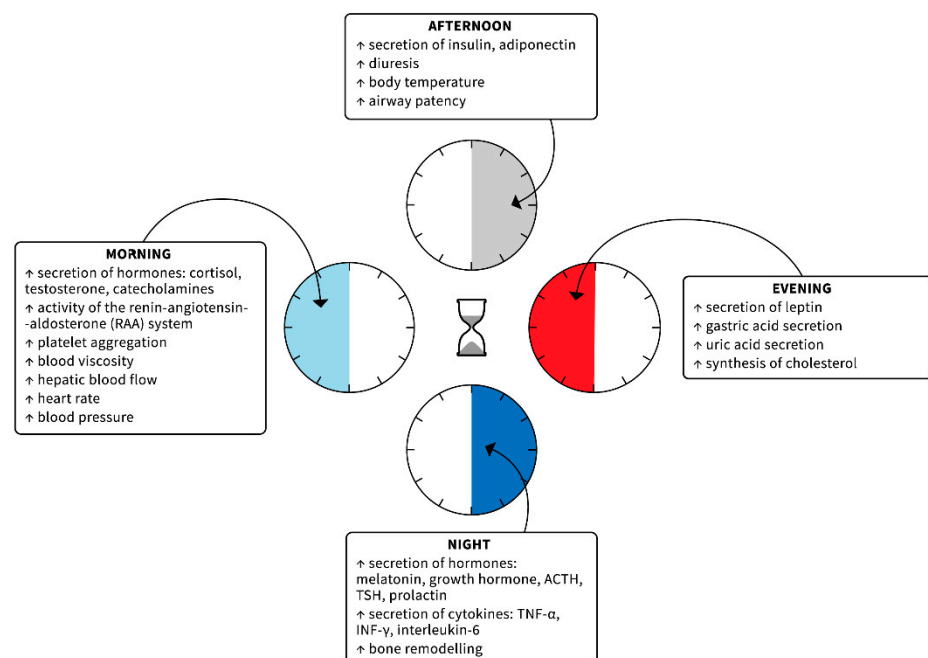 AFTERNOON
↑ secretion of insulin, adiponectin
↑ diuresis
↑ body temperature
↑ airway patency
MORNING
↑ secretion of hormones: cortisol,
testosterone, catecholamines
↑ activity of the renin-angiotensin-
-aldosterone (RAA) system
↑ platelet aggregation
↑ blood viscosity
↑ hepatic blood flow
↑ heart rate
↑ blood pressure
EVENING
↑ secretion of leptin
↑ gastric acid secretion
↑ uric acid secretion
↑ synthesis of cholesterol
NIGHT
↑ secretion of hormones:
melatonin, growth hormone, ACTH,
TSH, prolactin
↑ secretion of cytokines: TNF-α,
INF-γ, interleukin-6
↑ bone remodelling